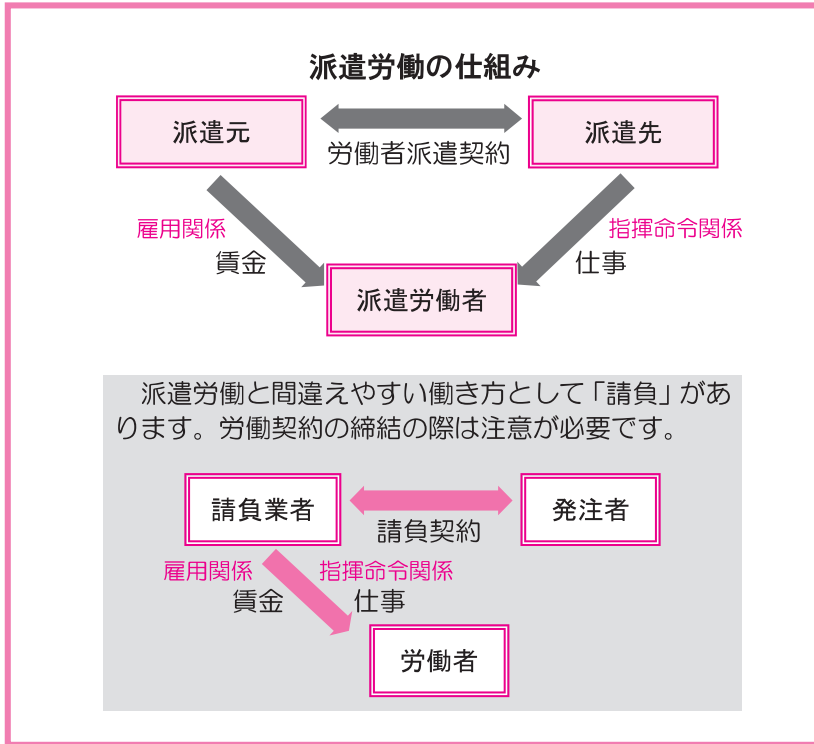 派遣労働の仕組み
派遣元
派遣先
労働者派遣契約
雇用関係
賃金
指揮命令関係
仕事
派遣労働者
派遣労働と間違えやすい働き方として「請負」があ
ります。労働契約の締結の際は注意が必要です。
請負業者
発注者
請負契約
雇用関係
指揮命令関係
賃金
仕事
労働者